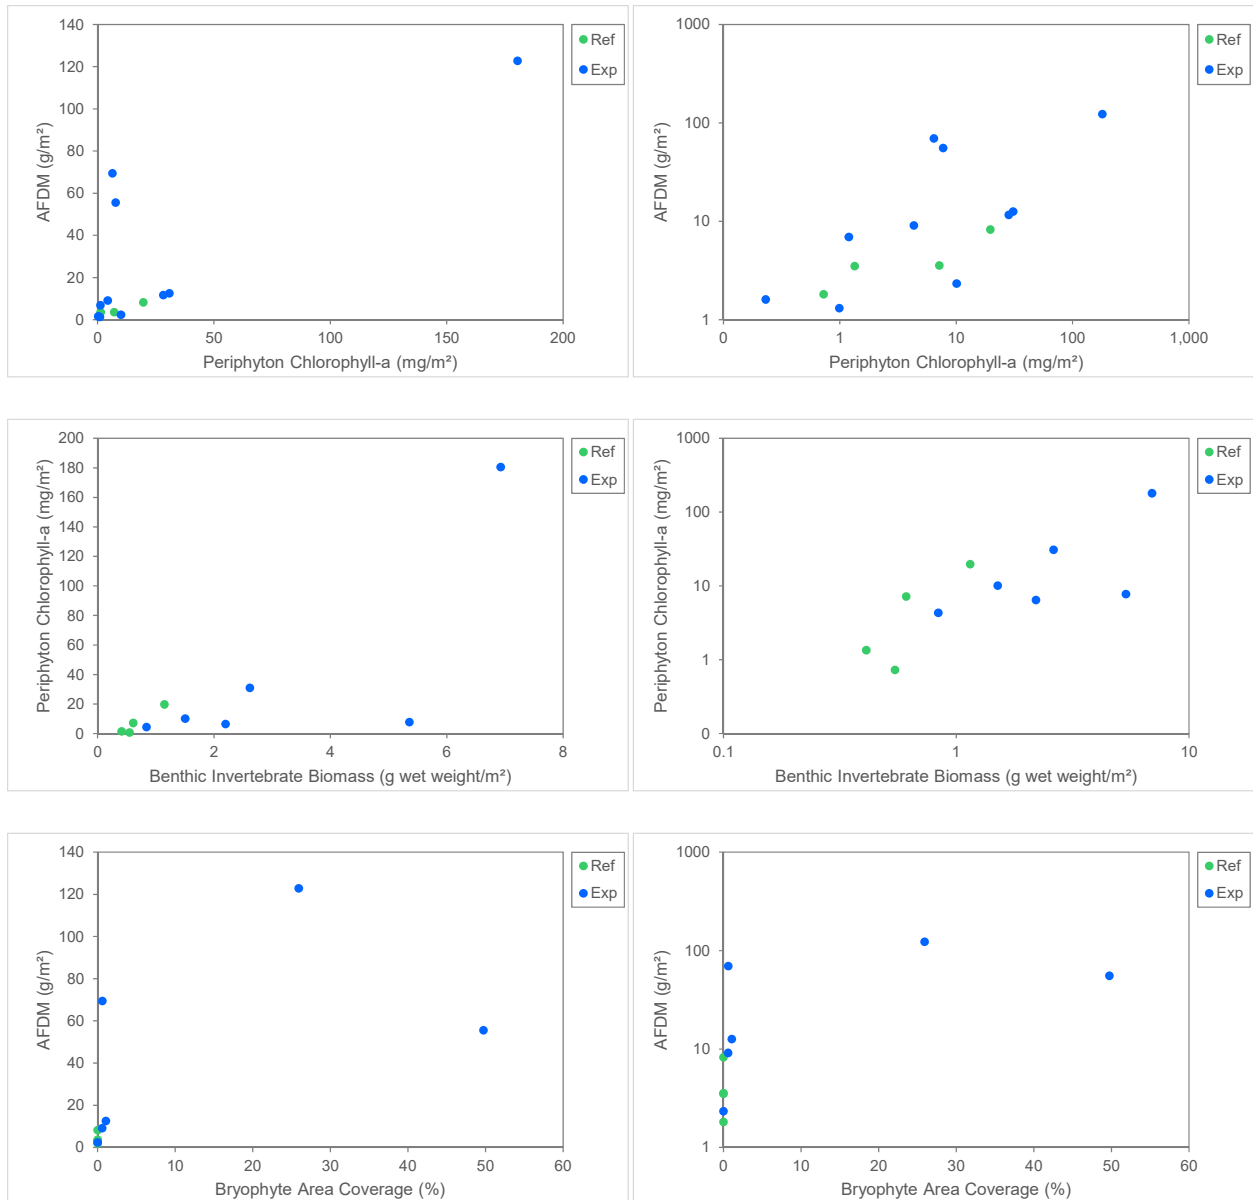 140
120
100
80
60
40
20
0
AFDM (g/m²)
0 50 100 150 200
Periphyton Chlorophyll-a (mg/m²)
Ref
Exp
1000
100
10
1
AFDM (g/m²)
0 1 10 100 1,000
Periphyton Chlorophyll-a (mg/m²)
Ref
Exp
200
180
160
140
120
100
80
60
40
20
0
Periphyton Chlorophyll-a (mg/m²)
0 2 4 6 8
Benthic Invertebrate Biomass (g wet weight/m²)
Ref
Exp
1000
100
10
1
0
Periphyton Chlorophyll-a (mg/m²)
0.1 1 10
Benthic Invertebrate Biomass (g wet weight/m²)
Ref
Exp
140
120
100
80
60
40
20
0
AFDM (g/m²)
0 10 20 30 40 50 60
Bryophyte Area Coverage (%)
Ref
Exp
1000
100
10
1
AFDM (g/m²)
0 10 20 30 40 50 60
Bryophyte Area Coverage (%)
Ref
Exp